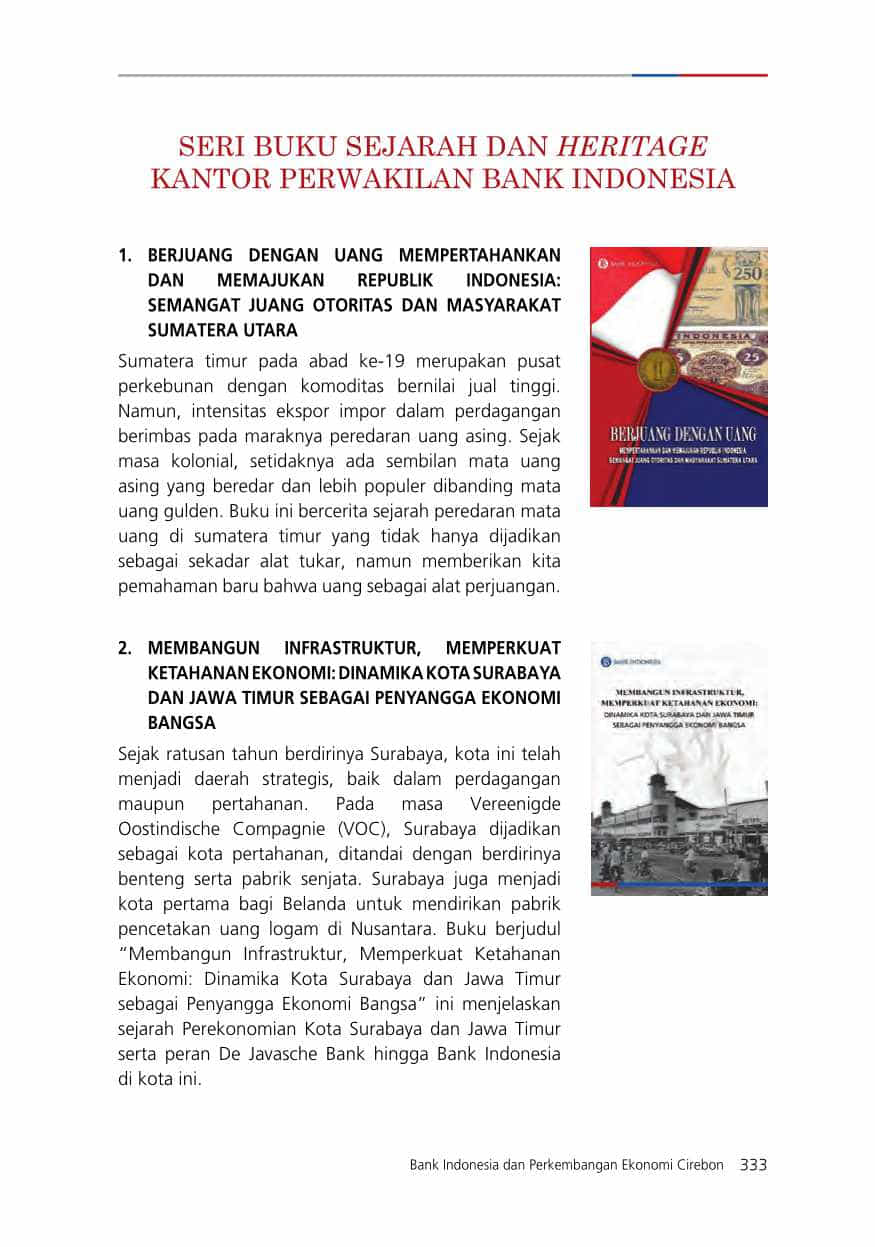 SERI BUKU SEJARAH DAN HERITAGE
KANTOR PERWAKILAN BANK INDONESIA
1. BERJUANG DENGAN UANG MEMPERTAHANKAN
DAN MEMAJUKAN REPUBLIK INDONESIA:
SEMANGAT JUANG OTORITAS DAN MASYARAKAT
SUMATERA UTARA
Sumatera timur pada abad ke-19 merupakan pusat
perkebunan dengan komoditas bernilai jual tinggi.
Namun, intensitas ekspor impor dalam perdagangan
berimbas pada maraknya peredaran uang asing. Sejak
masa kolonial, setidaknya ada sembilan mata uang
asing yang beredar dan lebih populer dibanding mata
uang gulden. Buku ini bercerita sejarah peredaran mata
uang di sumatera timur yang tidak hanya dijadikan
sebagai sekadar alat tukar, namun memberikan kita
pemahaman baru bahwa uang sebagai alat perjuangan.
BANK INDONESIA
250
INDONESIA
25
BERJUANG DENGAN UANG
MEMPERTAHANKAN DAN MEMAJUKAN REPUBLIK INDONESIA
SEMANGAT JUANG OTORITAS DAN MASYARAKAT SUMATERA UTARA
2. MEMBANGUN INFRASTRUKTUR, MEMPERKUAT
KETAHANAN EKONOMI: DINAMIKA KOTA SURABAYA
DAN JAWA TIMUR SEBAGAI PENYANGGA EKONOMI
BANGSA
Sejak ratusan tahun berdirinya Surabaya, kota ini telah
menjadi daerah strategis, baik dalam perdagangan
maupun pertahanan. Pada masa Vereenigde
Oostindische Compagnie (VOC), Surabaya dijadikan
sebagai kota pertahanan, ditandai dengan berdirinya
benteng serta pabrik senjata. Surabaya juga menjadi
kota pertama bagi Belanda untuk mendirikan pabrik
pencetakan uang logam di Nusantara. Buku berjudul
“Membangun Infrastruktur, Memperkuat Ketahanan
Ekonomi: Dinamika Kota Surabaya dan Jawa Timur
sebagai Penyangga Ekonomi Bangsa” ini menjelaskan
sejarah Perekonomian Kota Surabaya dan Jawa Timur
serta peran De Javasche Bank hingga Bank Indonesia
di kota ini.
BANK INDONESIA
MEMBANGUN INFRASTRUKTUR,
MEMPERKUAT KETAHANAN EKONOMI:
DINAMIKA KOTA SURABAYA DAN JAWA TIMUR
SEBAGAI PENYANGGA EKONOMI BANGSA
Bank Indonesia dan Perkembangan Ekonomi Cirebon 333